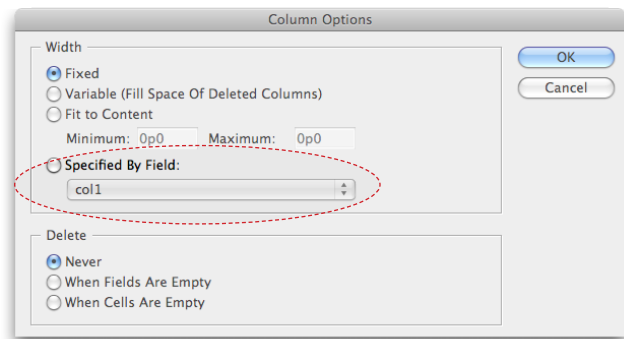 Column Options
Width
Fixed
Variable (Fill Space Of Deleted Columns)
Fit to Content
Minimum: 0p0 Maximum: 0p0
Specified By Field:
col1
Delete
Never
When Fields Are Empty
When Cells Are Empty
OK
Cancel